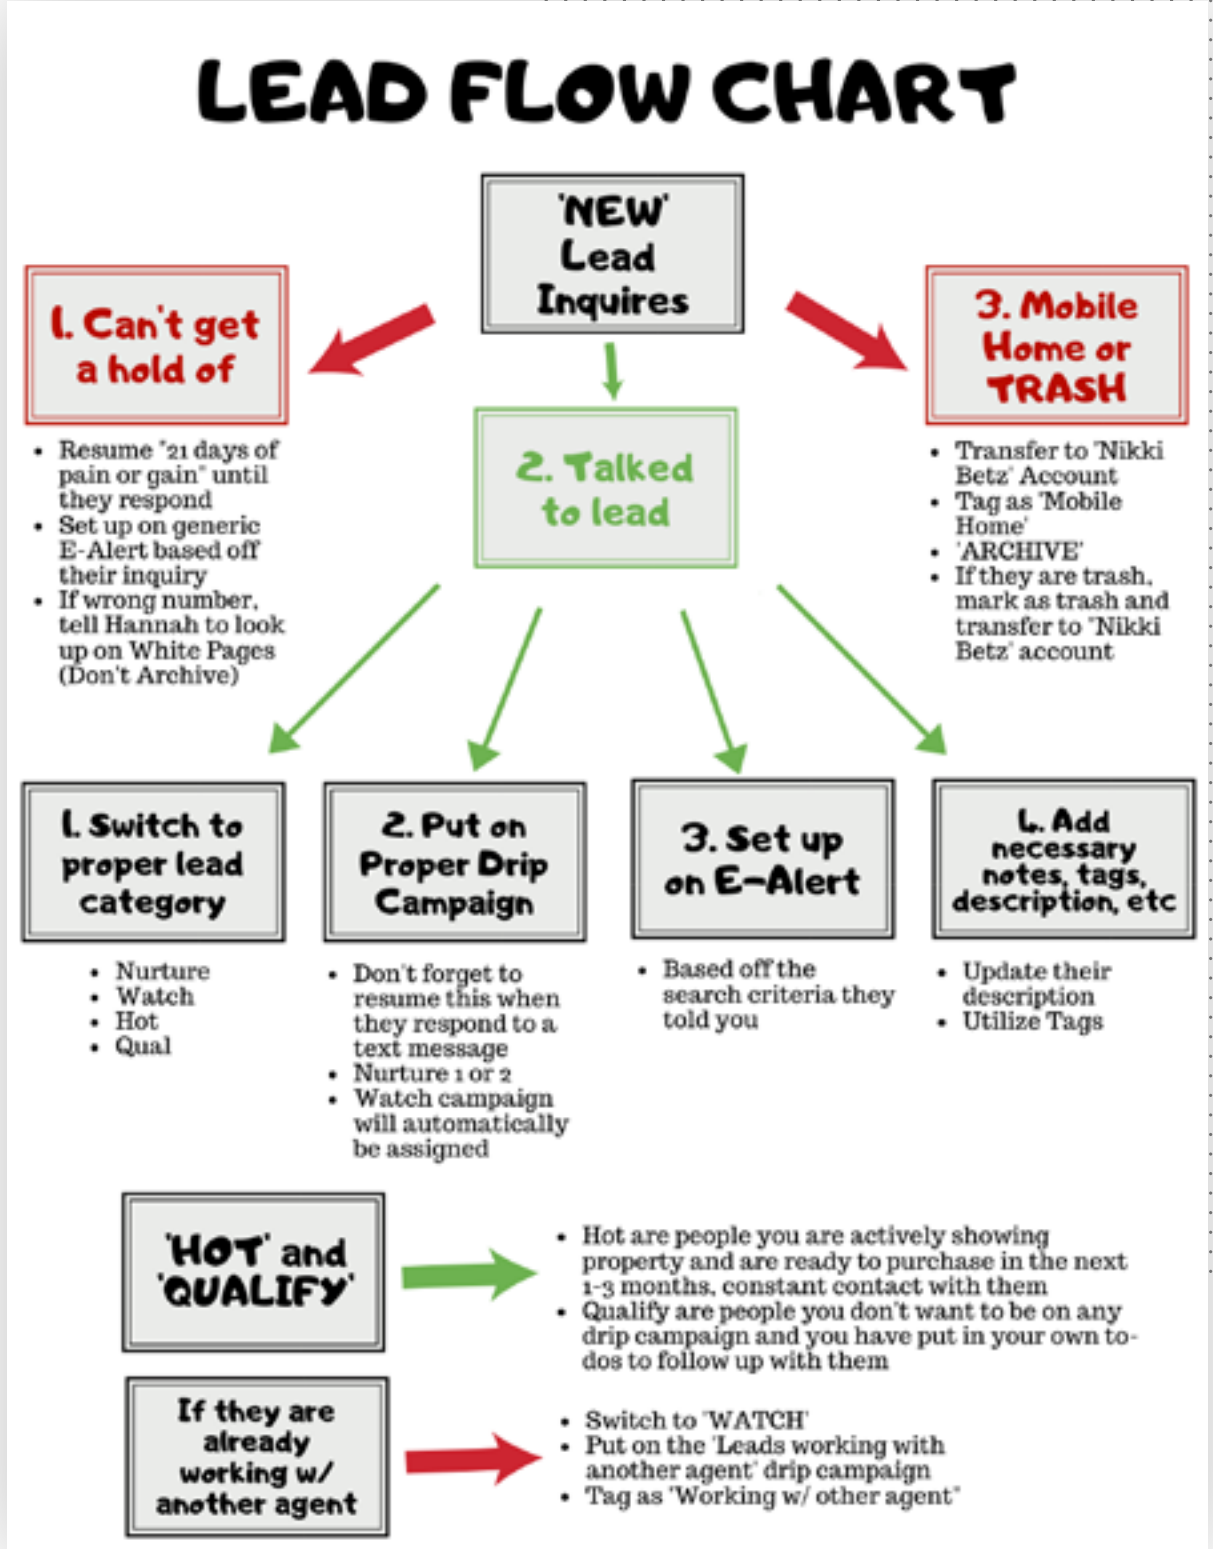 LEAD FLOW CHART
'NEW'
Lead
Inquires
1. Can't get
a hold of
3. Mobile
Home or
TRASH
2. Talked
to lead
• Resume "21 days of
pain or gain" until
they respond
• Set up on generic
E-Alert based off
their inquiry
• If wrong number,
tell Hannah to look
up on White Pages
(Don't Archive)
• Transfer to "Nikki
Betz' Account
• Tag as 'Mobile
Home'
• 'ARCHIVE'
• If they are trash,
mark as trash and
transfer to "Nikki
Betz' account
1. Switch to
proper lead
category
2. Put on
Proper Drip
Campaign
3. Set up
on E-Alert
4. Add
necessary
notes, tags,
description, etc
• Nurture
• Watch
• Hot
• Qual
• Don't forget to
resume this when
they respond to a
text message
• Nurture 1 or 2
• Watch campaign
will automatically
be assigned
• Based off the
search criteria they
told you
• Update their
description
• Utilize Tags
'HOT' and
'QUALIFY'
• Hot are people you are actively showing
property and are ready to purchase in the next
1-3 months, constant contact with them
• Qualify are people you don't want to be on any
drip campaign and you have put in your own to-
dos to follow up with them
If they are
already
working w/
another agent
• Switch to 'WATCH'
• Put on the 'Leads working with
another agent' drip campaign
• Tag as "Working w/ other agent"